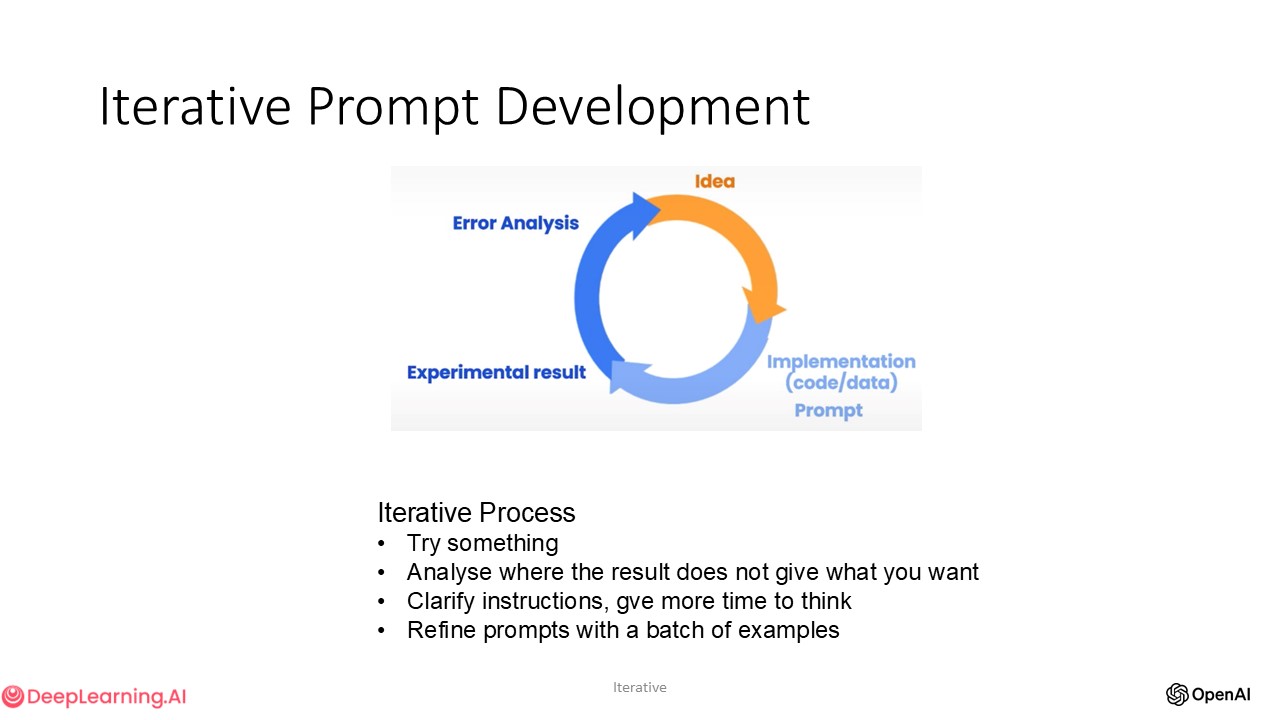 Iterative Prompt Development
Idea
Error Analysis
Experimental result
Implementation
(code/data)
Prompt
Iterative Process
• Try something
• Analyse where the result does not give what you want
• Clarify instructions, gve more time to think
• Refine prompts with a batch of examples
DeepLearning.AI
Iterative
OpenAI